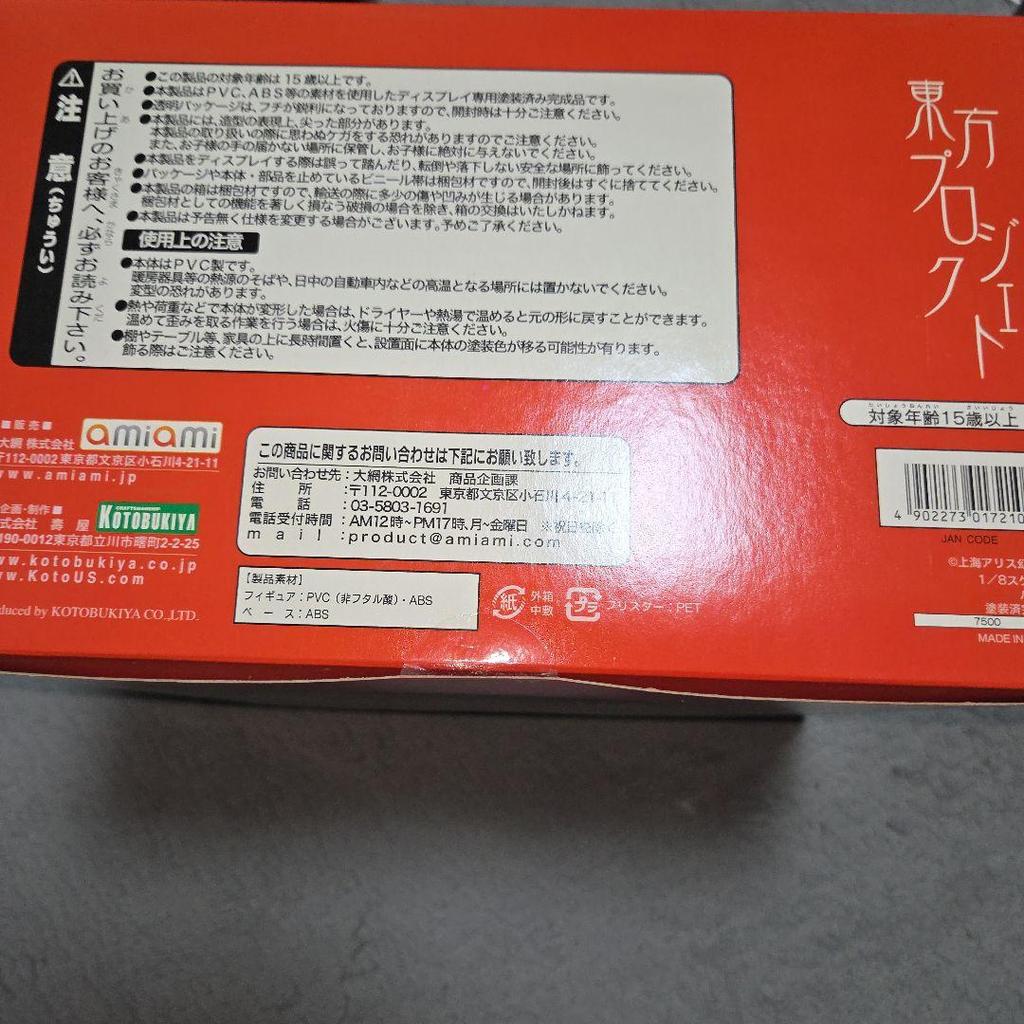 ⚠注意(ちゅうい)
お買い上げのお客様へ、必ずお読み下さい。
●この製品の対象年齢は15歳以上です。
●本製品はPVC、ABS等の素材を使用したディスプレイ専用塗装済み完成品です。
●透明パッケージは、フチが鋭利になっておりますので、開封時は十分ご注意ください。
●本製品には、造型の表現上、尖った部分があります。
本製品の取り扱いの際に思わぬケガをする恐れがありますのでご注意ください。
また、お子様の手の届かない場所に保管し、お子様に絶対に与えないでください。
●本製品をディスプレイする際は誤って踏んだり、転倒や落下しない安全な場所に飾ってください。
●パッケージや本体・部品を止めているビニール帯は梱包材ですので、開封後はすぐに捨ててください。
●本製品の箱は梱包材ですので、輸送の際に多少の傷や凹みが生じる場合があります。
梱包材としての機能を著しく損なう破損の場合を除き、箱の交換はいたしかねます。
●本製品は予告無く仕様を変更する場合がございます。予めご了承ください。
使用上の注意
●本体はPVC製です。
暖房器具等の熱源のそばや、日中の自動車内などの高温となる場所には置かないでください。
変型の恐れがあります。
●熱や荷重などで本体が変形した場合は、ドライヤーや熱湯で温めると元の形に戻すことができます。
温めて歪みを取る作業を行う場合は、火傷に十分ご注意ください。
●棚やテーブル等、家具の上に長時間置くと、設置面に本体の塗装色が移る可能性が有ります。
飾る際はご注意ください。
東方プロジェクト
対象年齢15歳以上
■販売■
大網 株式会社 amiami
〒112-0002 東京都文京区小石川4-21-11
www.amiami.jp
企画・制作■
式会社 壽屋 CRAFTSMANSHIP KOTOBUKIYA
190-0012東京都立川市曙町2-2-25
www.kotobukiya.co.jp
ww.KotoUS.com
duced by KOTOBUKIYA CO.,LTD.
この商品に関するお問い合わせは下記にお願い致します。
お問い合わせ先:大網株式会社 商品企画課
住所:〒112-0002 東京都文京区小石川4-21-11
電話:03-5803-1691
電話受付時間:AM12時~PM17時、月~金曜日 ※祝日を除く
mail:product@amiami.com
【製品素材】
フィギュア:PVC(非フタル酸)・ABS
ベース:ABS
紙 外箱 中敷
プラ ブリスター:PET
4 902273 017210
JAN CODE
©上海アリス幻
1/8スケ
塗装済
7500
MADE IN